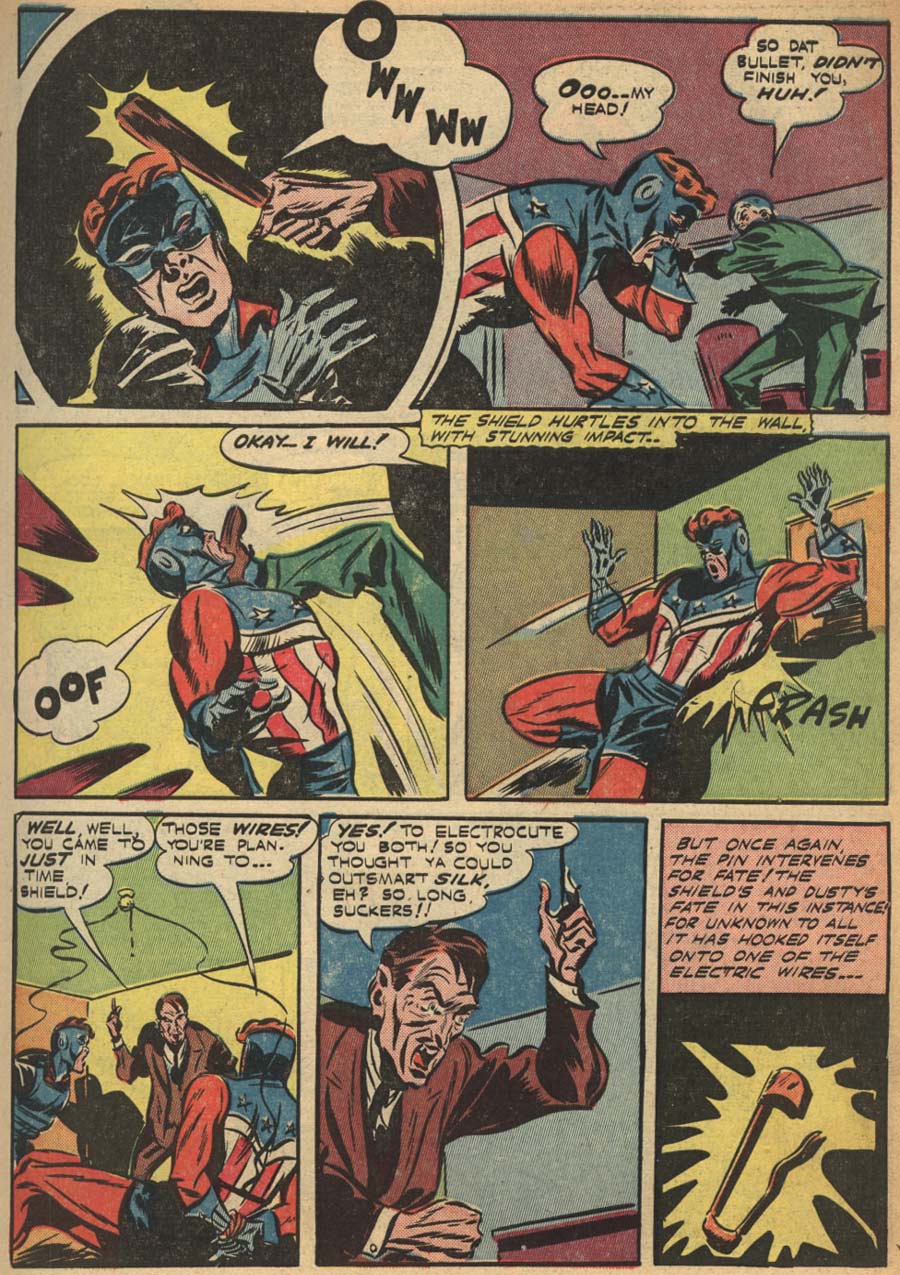 OWWWW
OOO--MY
HEAD!
SO DAT
BULLET, DIDN'T
FINISH YOU,
HUH!
OKAY-- I WILL!
OOF
THE SHIELD HURTLES INTO THE WALL,
WITH STUNNING IMPACT--
CRASH
WELL, WELL,
YOU CAME TO
JUST IN
TIME,
SHIELD!
THOSE WIRES!
YOU'RE PLAN-
NING TO---
YES! TO ELECTROCUTE
YOU BOTH! SO YOU
THOUGHT YA COULD
OUTSMART SILK,
EH? SO LONG,
SUCKERS!!
BUT ONCE AGAIN,
THE PIN INTERVENES
FOR FATE! THE
SHIELD'S AND DUSTY'S
FATE IN THIS INSTANCE!
FOR UNKNOWN TO ALL
IT HAS HOOKED ITSELF
ONTO ONE OF THE
ELECTRIC WIRES---